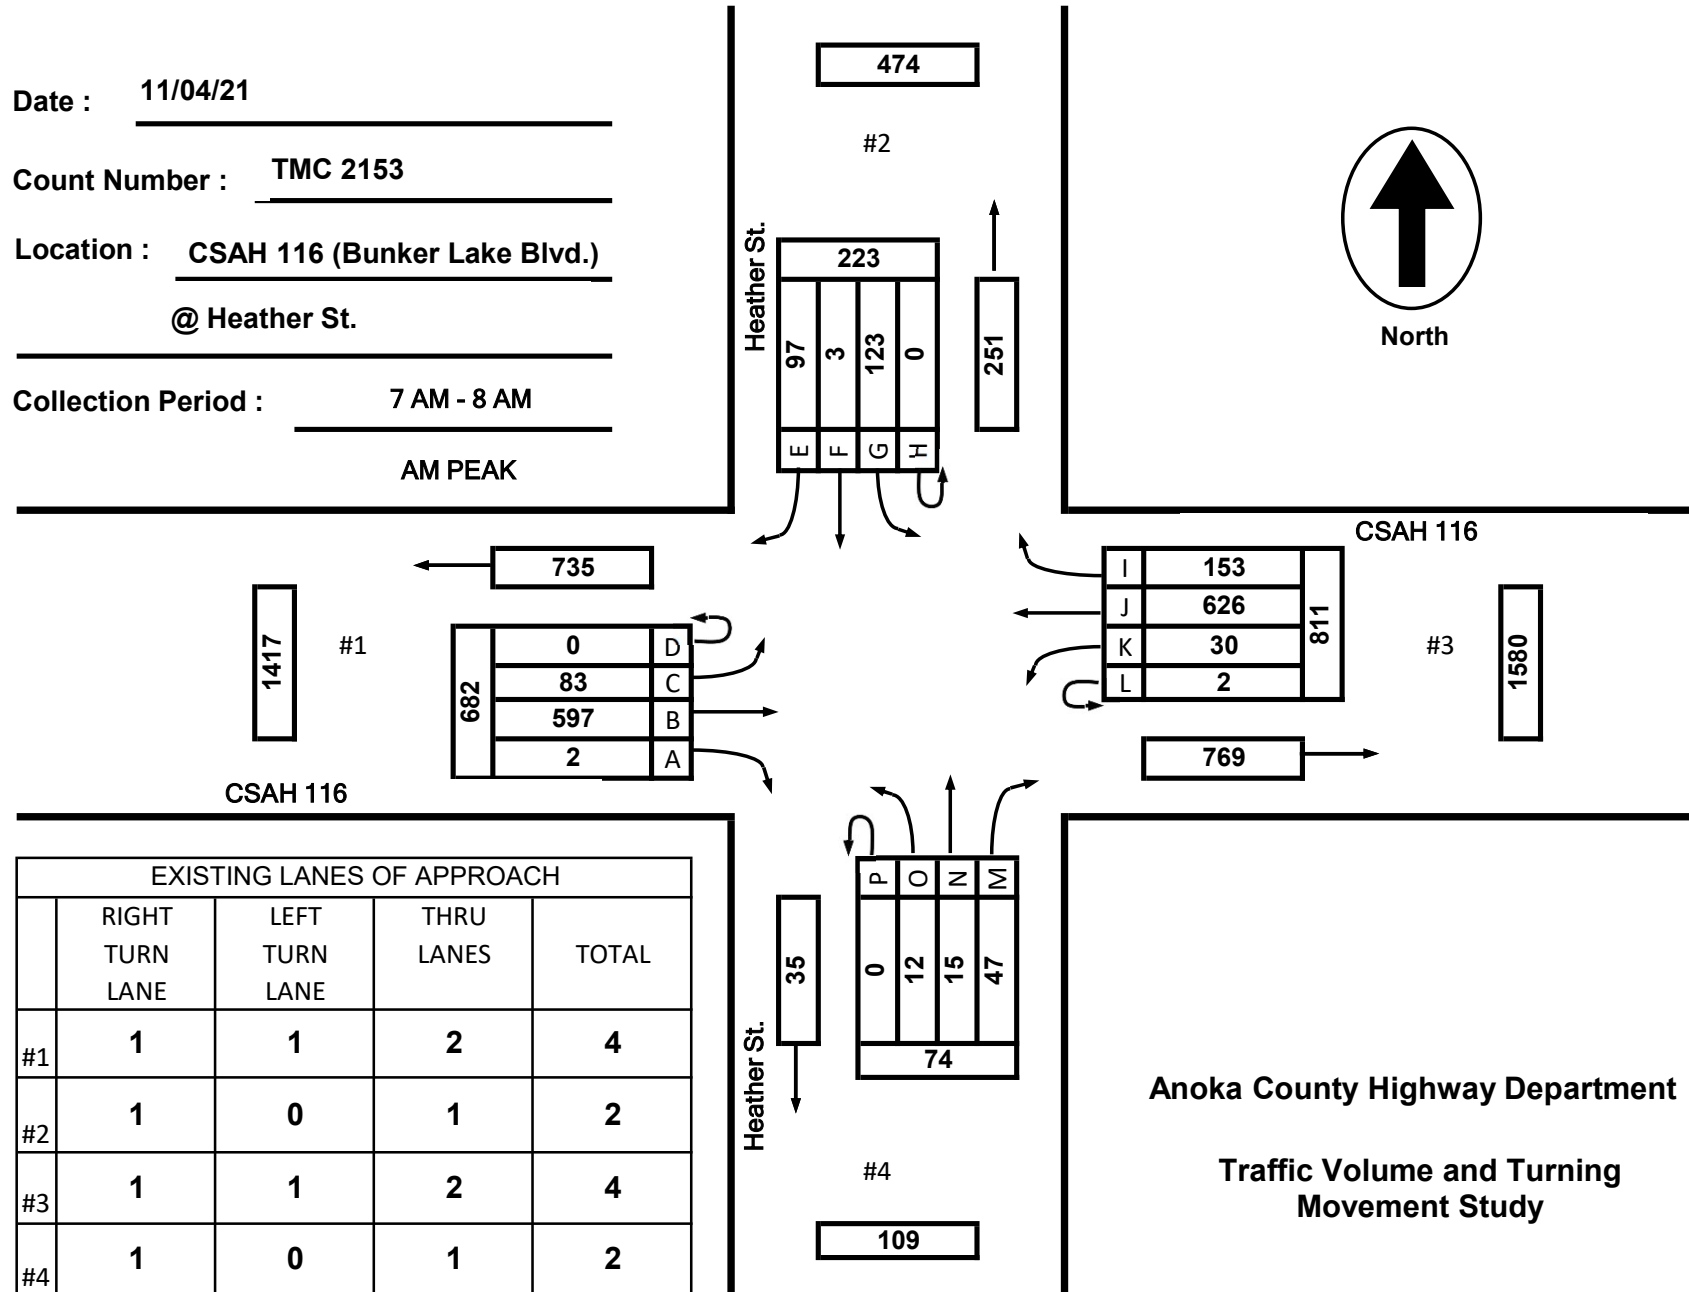 Date : 11/04/21
Count Number : TMC 2153
Location : CSAH 116 (Bunker Lake Blvd.)
@ Heather St.
Collection Period : 7 AM - 8 AM
AM PEAK
474
#2
Heather St.
223
97 3 123 0
E F G H
251
North
CSAH 116
735
1417
#1
682
0 D
83 C
597 B
2 A
CSAH 116
I 153
J 626
K 30
L 2
811
#3
1580
769
P O N M
0 12 15 47
74
35
Heather St.
#4
109
EXISTING LANES OF APPROACH
RIGHT TURN LANE
LEFT TURN LANE
THRU LANES
TOTAL
#1 1 1 2 4
#2 1 0 1 2
#3 1 1 2 4
#4 1 0 1 2
Anoka County Highway Department
Traffic Volume and Turning
Movement Study